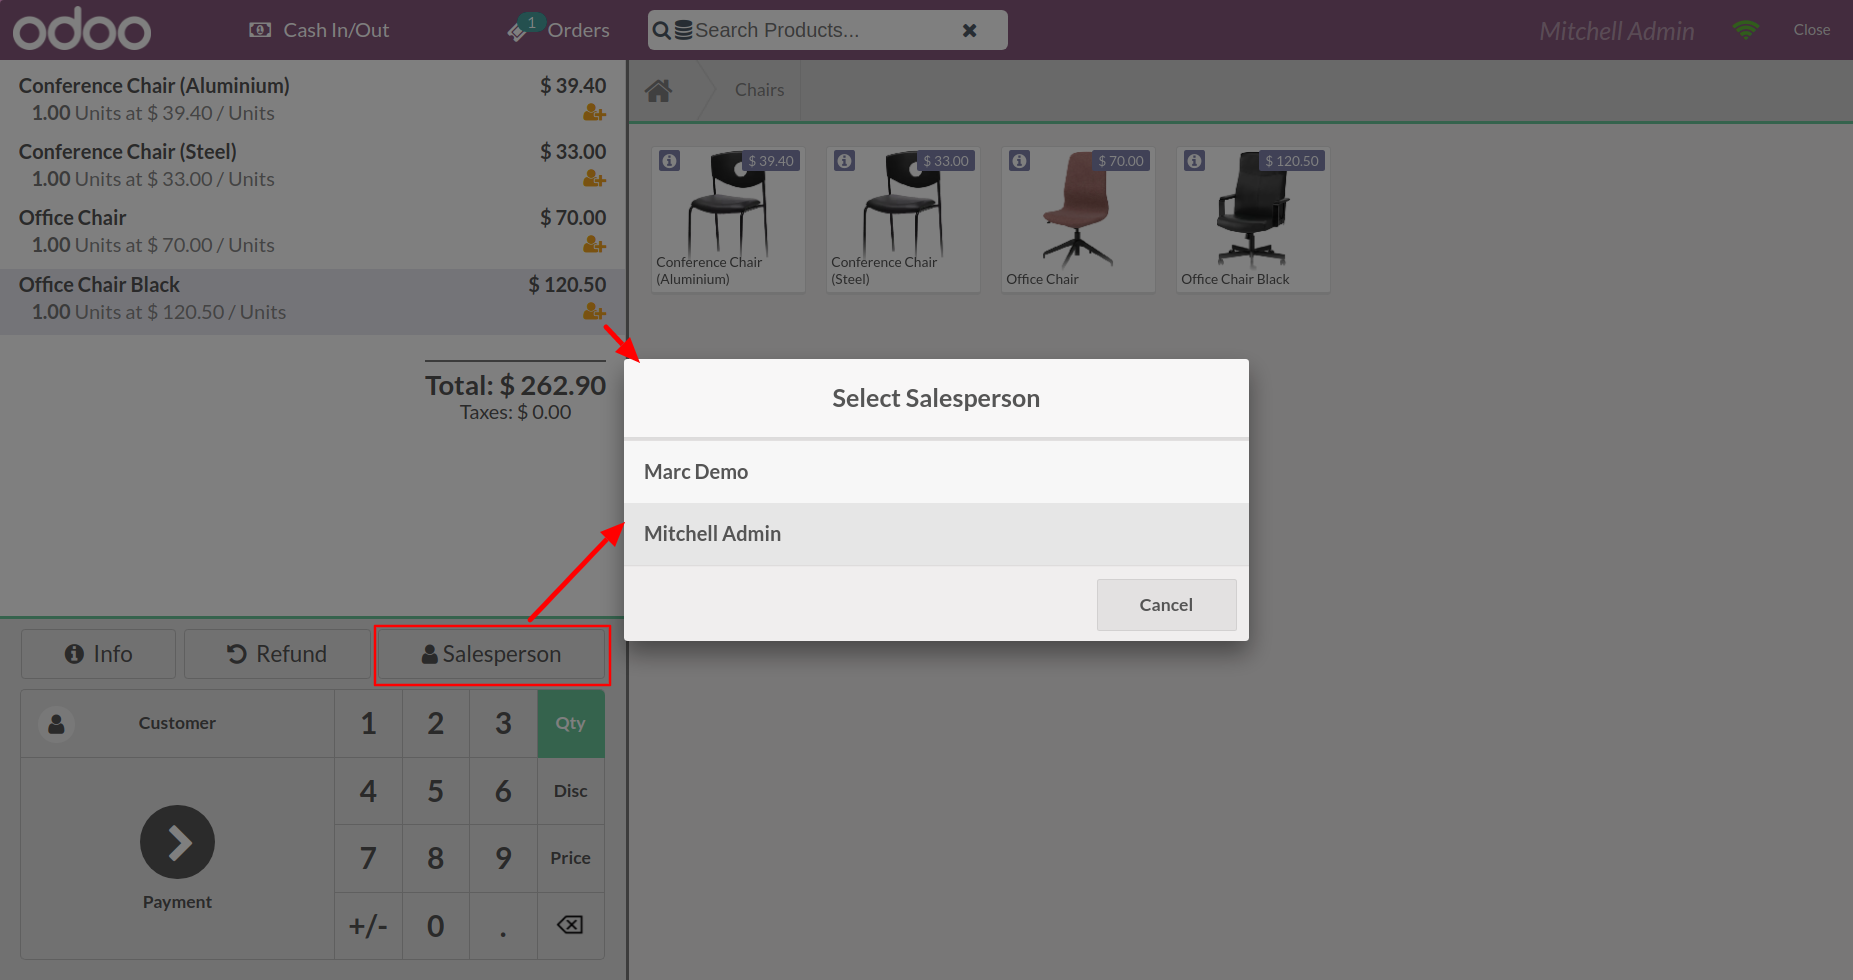 odoo
Cash In/Out
1
Orders
Search Products...
Mitchell Admin
Close
Conference Chair (Aluminium) $ 39.40
1.00 Units at $ 39.40 / Units
Conference Chair (Steel) $ 33.00
1.00 Units at $ 33.00 / Units
Office Chair $ 70.00
1.00 Units at $ 70.00 / Units
Office Chair Black $ 120.50
1.00 Units at $ 120.50 / Units
Total: $ 262.90
Taxes: $ 0.00
Chairs
$ 39.40
Conference Chair
(Aluminium)
$ 33.00
Conference Chair
(Steel)
$ 70.00
Office Chair
$ 120.50
Office Chair Black
Select Salesperson
Marc Demo
Mitchell Admin
Cancel
Info
Refund
Salesperson
Customer
1 2 3 Qty
4 5 6 Disc
7 8 9 Price
+/- 0 .
Payment